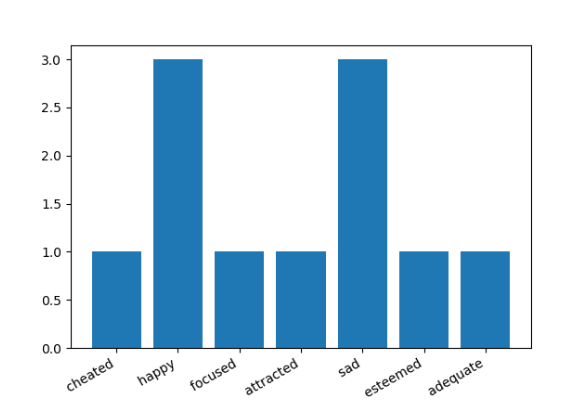 3.0
2.5
2.0
1.5
1.0
0.5
0.0
cheated
happy
focused
attracted
sad
esteemed
adequate